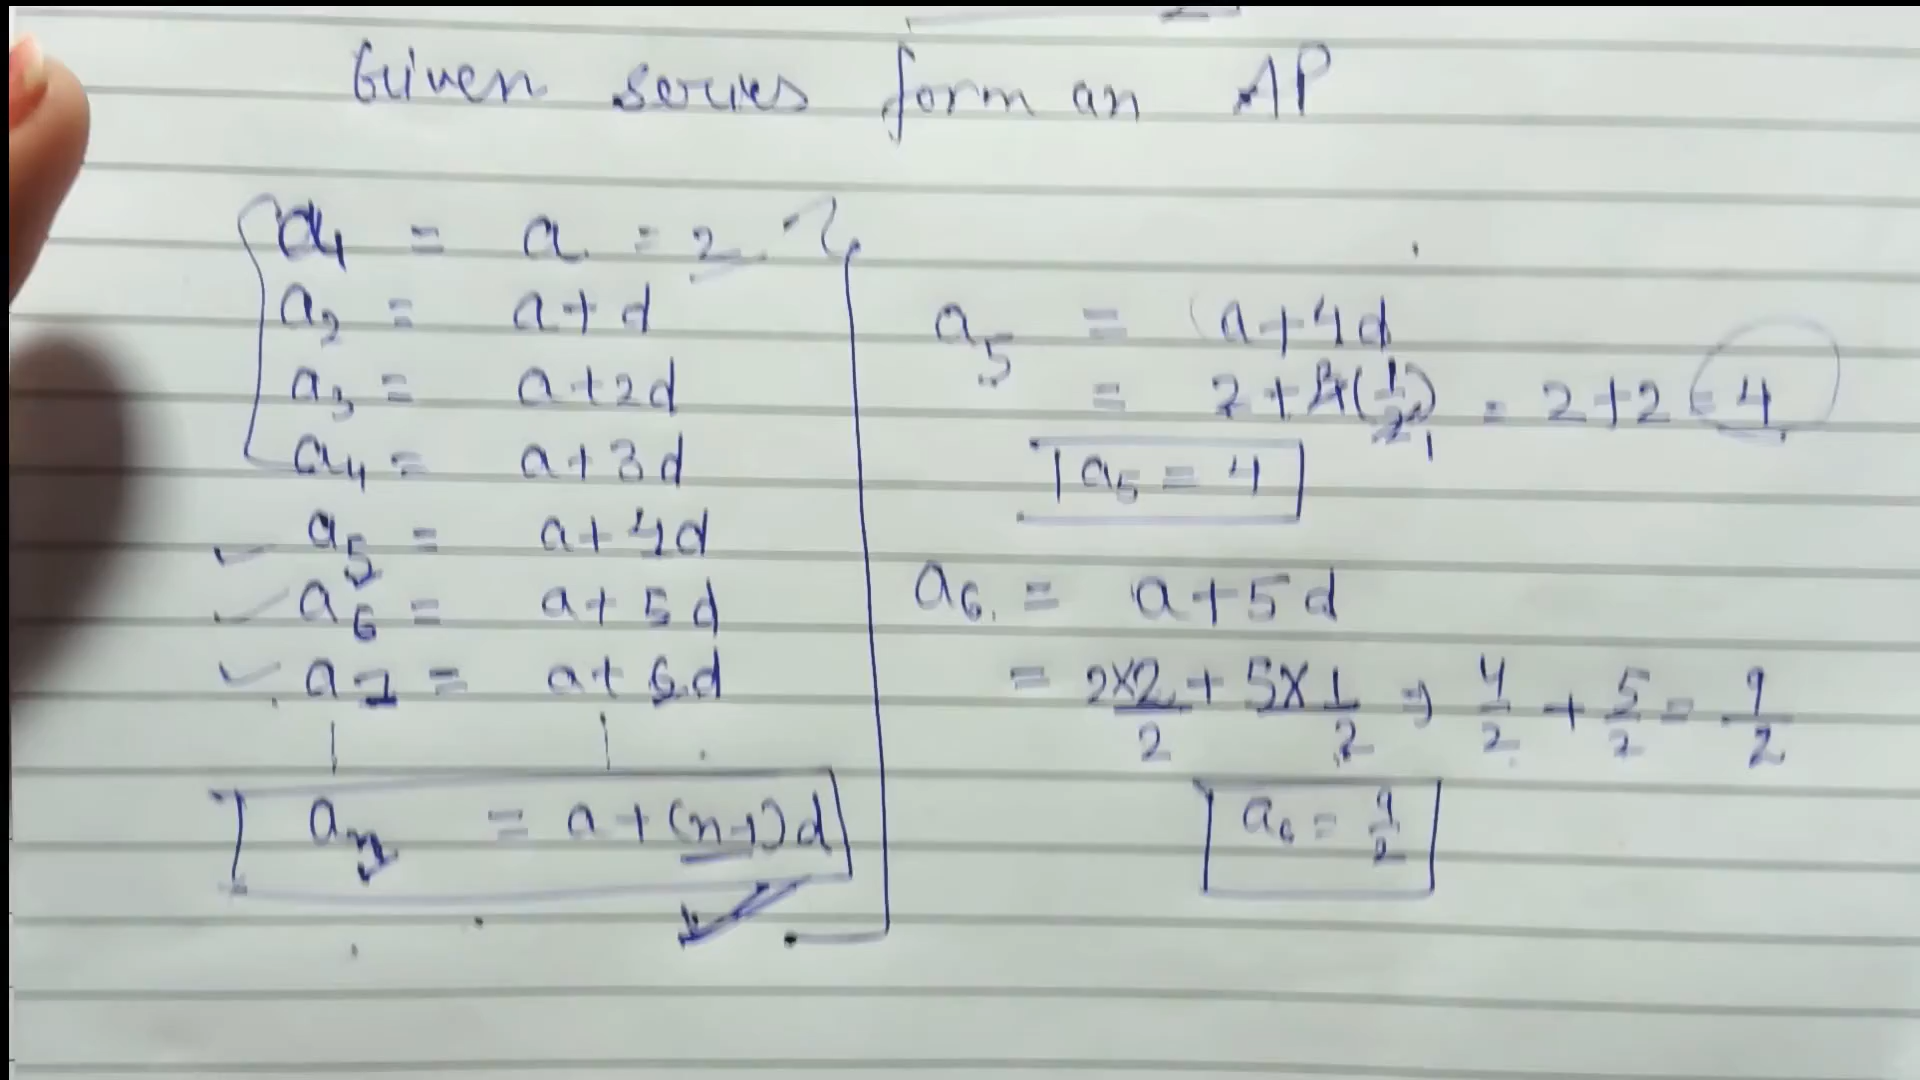 Given series form an AP
a1 = a = 2
a2 = a+d
a3 = a+2d
a4 = a+3d
a5 = a+4d
a6 = a+5d
a7 = a+6d
an = a+(n-1)d
a5 = a+4d
= 2+4(1/2) = 2+2 = 4
a5 = 4
a6 = a+5d
= 2×2/2 + 5×1/2 ⇒ 4/2 + 5/2 = 9/2
a6 = 9/2